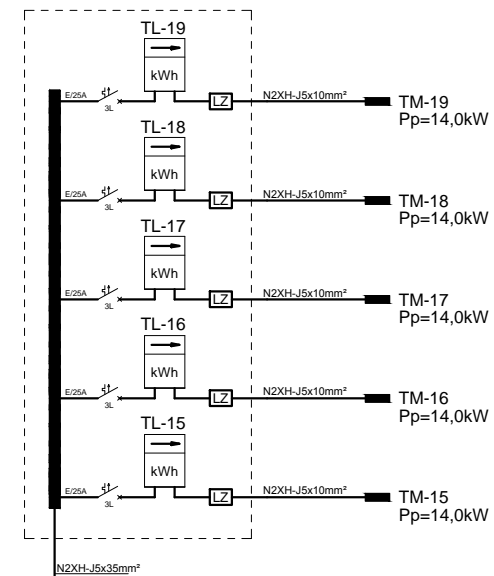 TL-19
kWh
E/25A
3L
LZ
N2XH-J5x10mm²
TM-19
Pp=14,0kW
TL-18
kWh
E/25A
3L
LZ
N2XH-J5x10mm²
TM-18
Pp=14,0kW
TL-17
kWh
E/25A
3L
LZ
N2XH-J5x10mm²
TM-17
Pp=14,0kW
TL-16
kWh
E/25A
3L
LZ
N2XH-J5x10mm²
TM-16
Pp=14,0kW
TL-15
kWh
E/25A
3L
LZ
N2XH-J5x10mm²
TM-15
Pp=14,0kW
N2XH-J5x35mm²